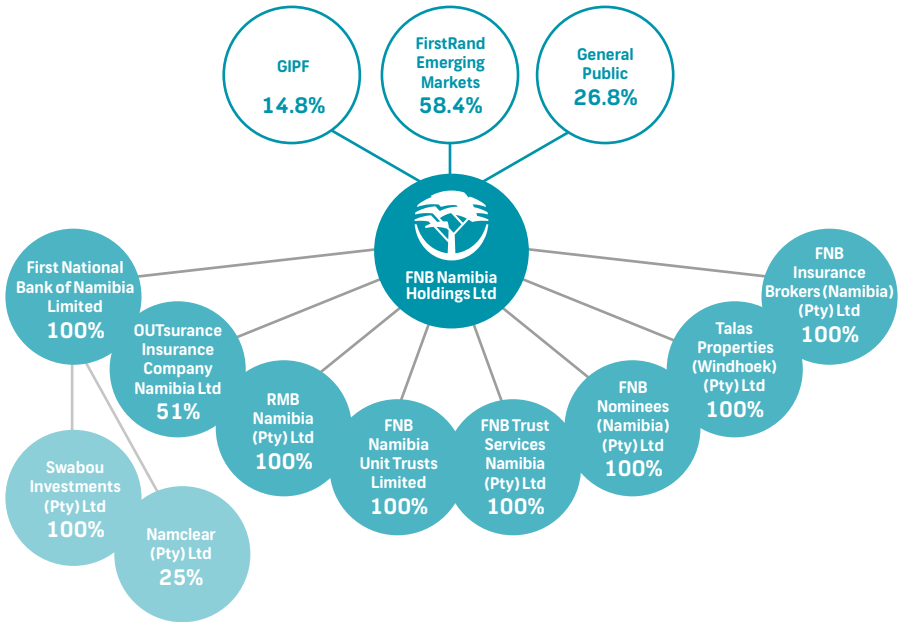 GIPF
14.8%
FirstRand
Emerging
Markets
58.4%
General
Public
26.8%
FNB Namibia
Holdings Ltd
First National
Bank of Namibia
Limited
100%
OUTsurance
Insurance
Company
Namibia Ltd
51%
RMB
Namibia
(Pty) Ltd
100%
FNB
Namibia
Unit Trusts
Limited
100%
FNB Trust
Services
Namibia
(Pty) Ltd
100%
FNB
Nominees
(Namibia)
(Pty) Ltd
100%
Talas
Properties
(Windhoek)
(Pty) Ltd
100%
FNB
Insurance
Brokers (Namibia)
(Pty) Ltd
100%
Swabou
Investments
(Pty) Ltd
100%
Namclear
(Pty) Ltd
25%